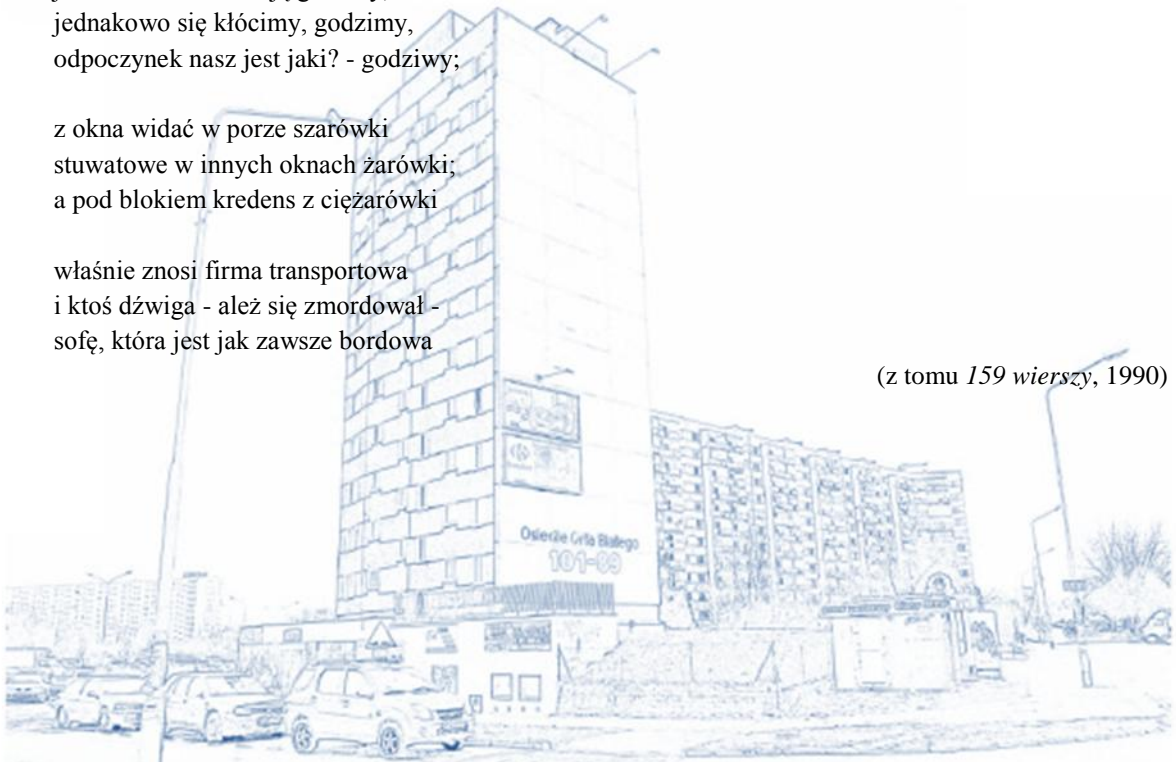 jednakowo się kłócimy, godzimy,
odpoczynek nasz jest jaki? - godziwy;
z okna widać w porze szarówki
stuwatowe w innych oknach żarówki;
a pod blokiem kredens z ciężarówki
właśnie znosi firma transportowa
i ktoś dźwiga - ależ się zmordował -
sofę, która jest jak zawsze bordowa
(z tomu 159 wierszy, 1990)
Osiedle Orła Białego